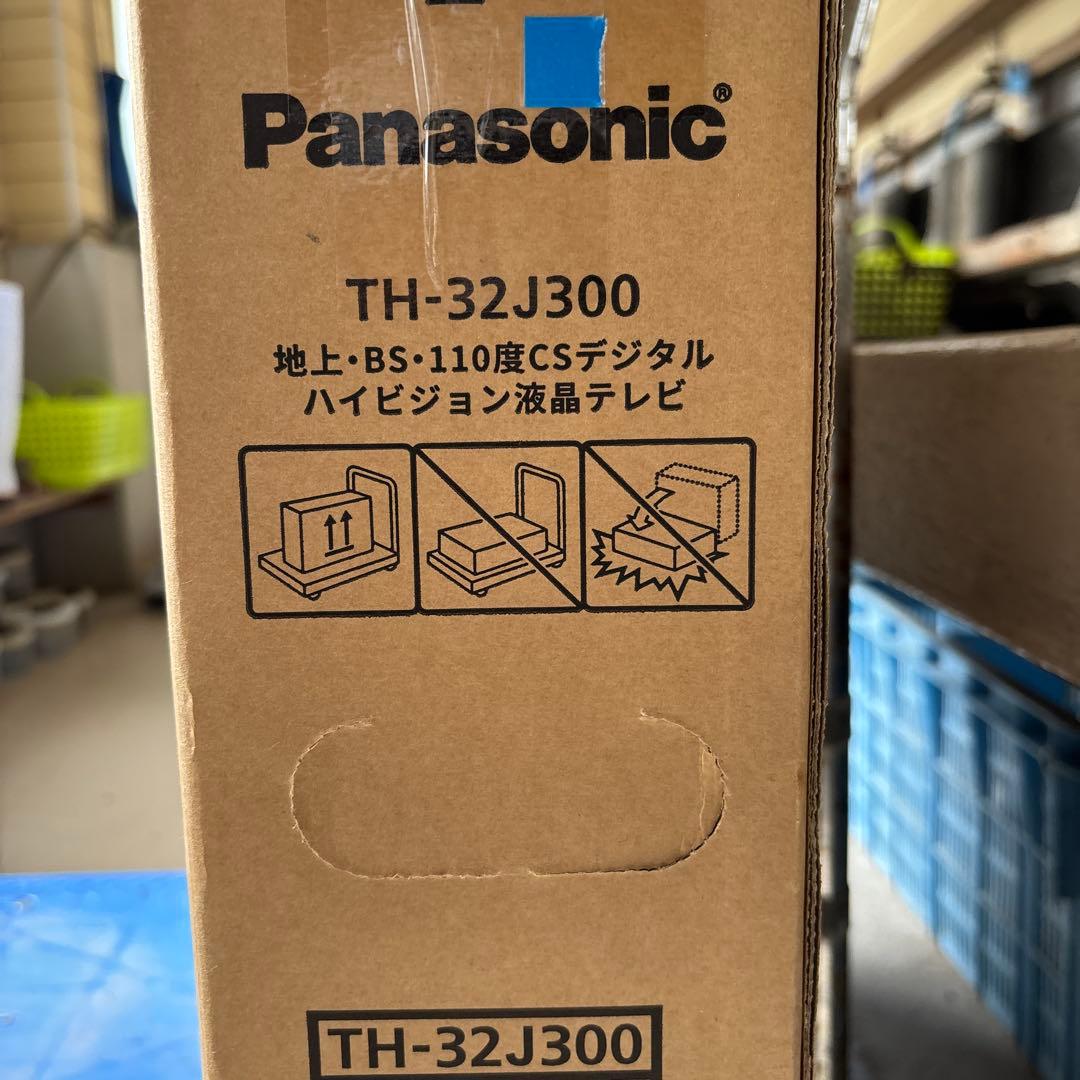 Panasonic®
TH-32J300
地上・BS・110度CSデジタル
ハイビジョン液晶テレビ
TH-32J300